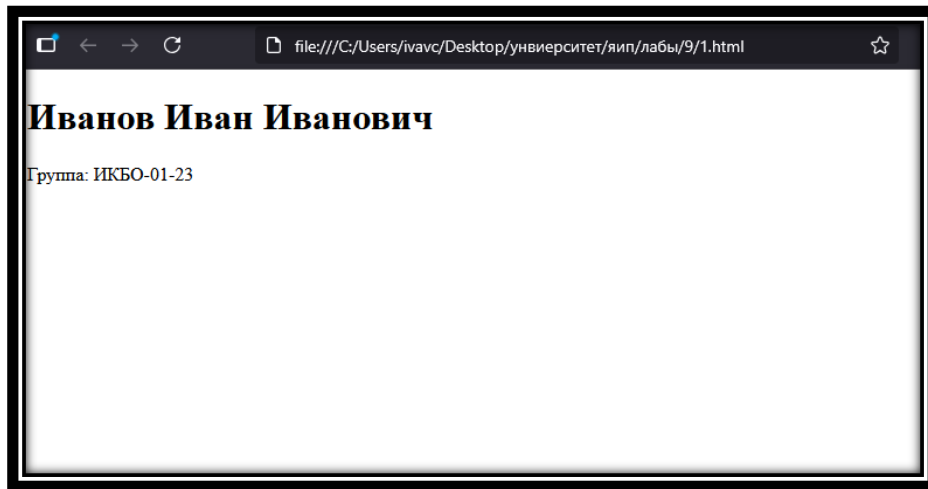 file:///C:/Users/ivavc/Desktop/унвиерситет/яип/лабы/9/1.html
Иванов Иван Иванович
Группа: ИКБО-01-23